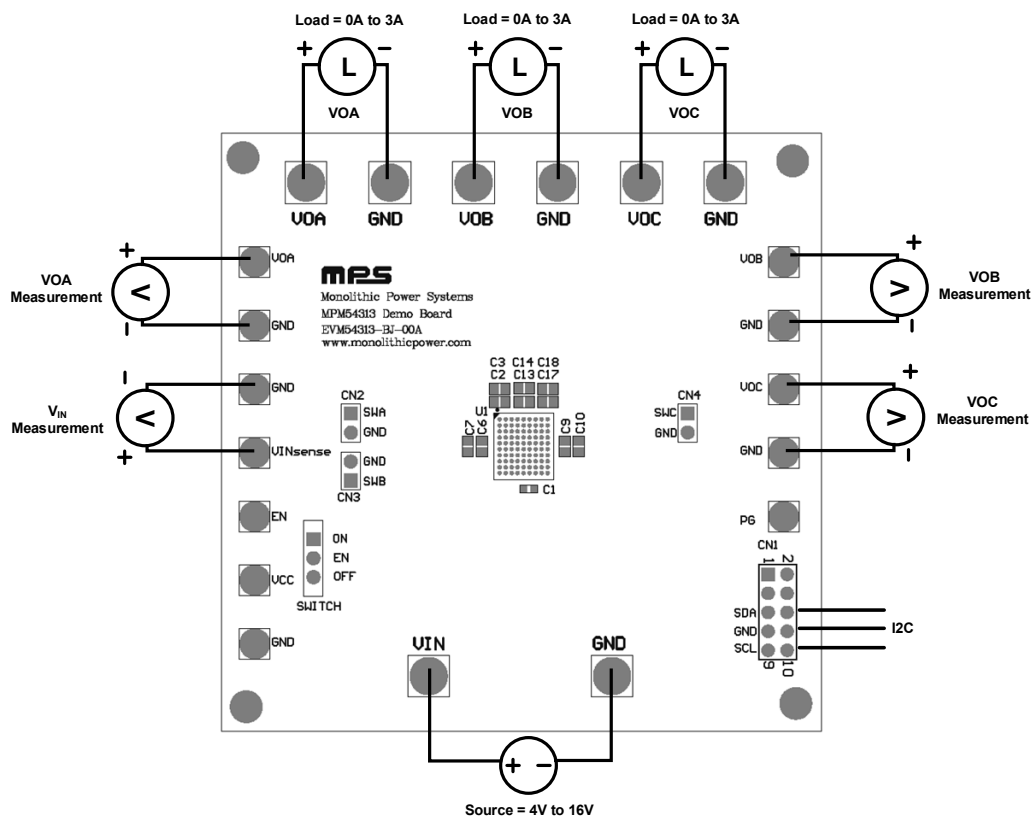 Load = 0A to 3A
Load = 0A to 3A
Load = 0A to 3A
+ L −
+ L −
+ L −
VOA
VOB
VOC
VOA
GND
VOB
GND
VOC
GND
VOA
Measurement
+
V
−
VOA
GND
mps
Monolithic Power Systems
MPM54313 Demo Board
EVM54313-BJ-00A
www.monolithicpower.com
VOB
GND
+
V
−
VOB
Measurement
VIN
Measurement
−
V
+
GND
VINsense
CN2
SWA
GND
GND
SWB
CN3
C3 C14 C18
C2 C13 C17
U1
C7
C6
C9
C10
C1
CN4
SWC
GND
VOC
GND
+
V
−
VOC
Measurement
EN
VCC
GND
ON
EN
OFF
SWITCH
PG
CN1
1 2
SDA
GND
SCL
9 10
I2C
VIN
GND
+ −
Source = 4V to 16V